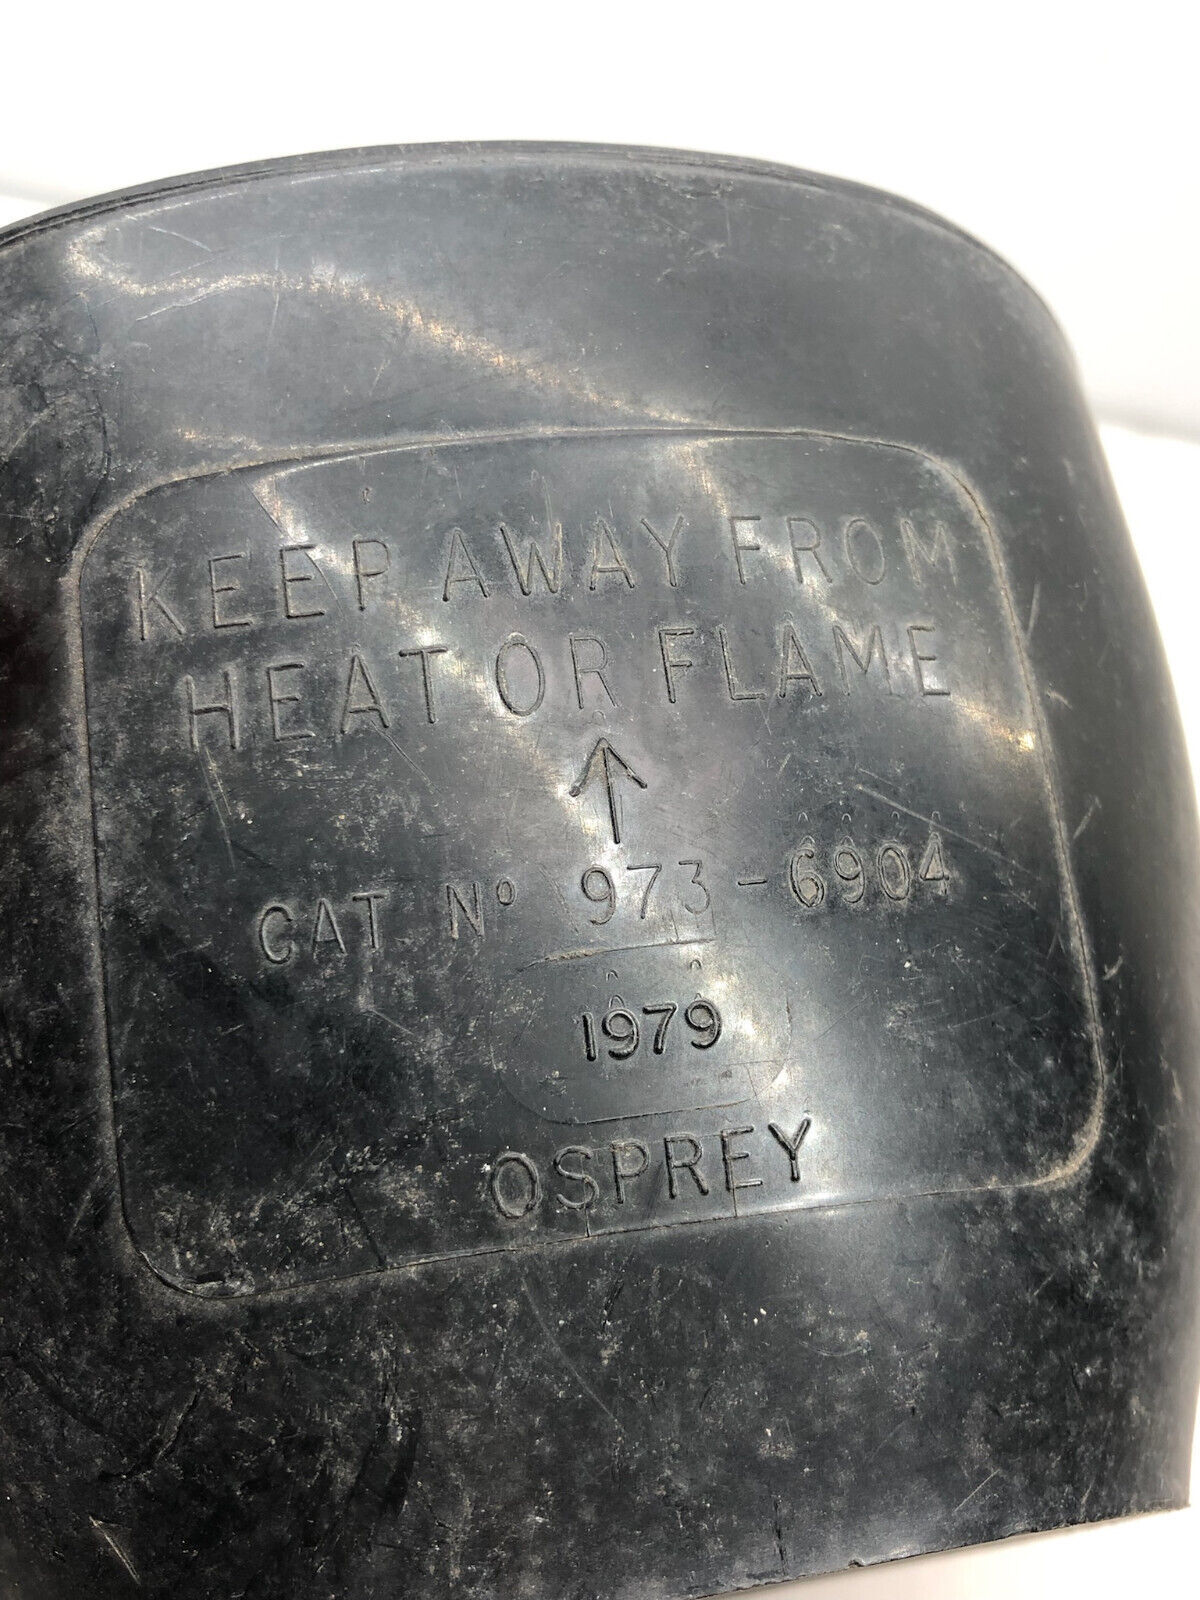 KEEP AWAY FROM
HEAT OR FLAME
↑
CAT Nº 973-6904
1979
OSPREY